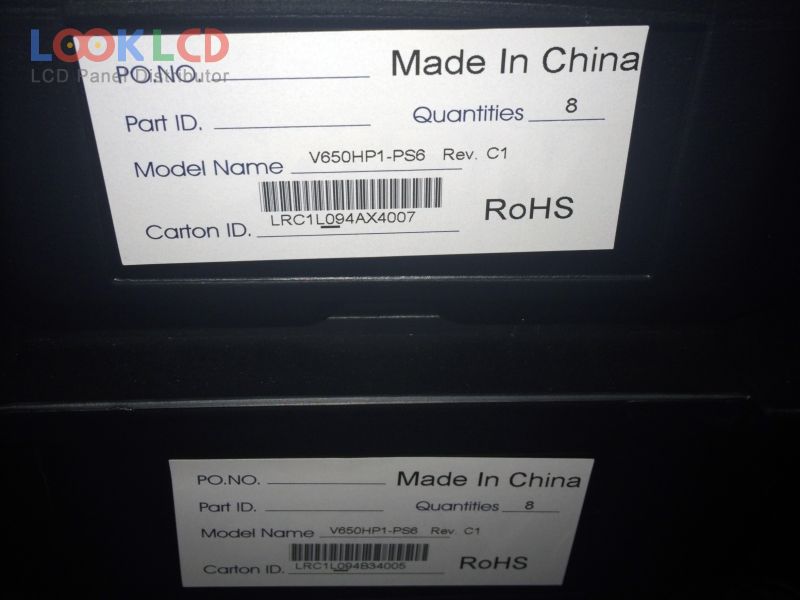 LOOKLCD
LCD Panel Distributor
PO.NO. Made In China
Part ID. Quantities 8
Model Name V650HP1-PS6 Rev. C1
LRC1L094AX4007
Carton ID. RoHS
PO.NO. Made In China
Part ID. Quantities 8
Model Name V650HP1-PS6 Rev. C1
LRC1L094B34005
Carton ID. RoHS